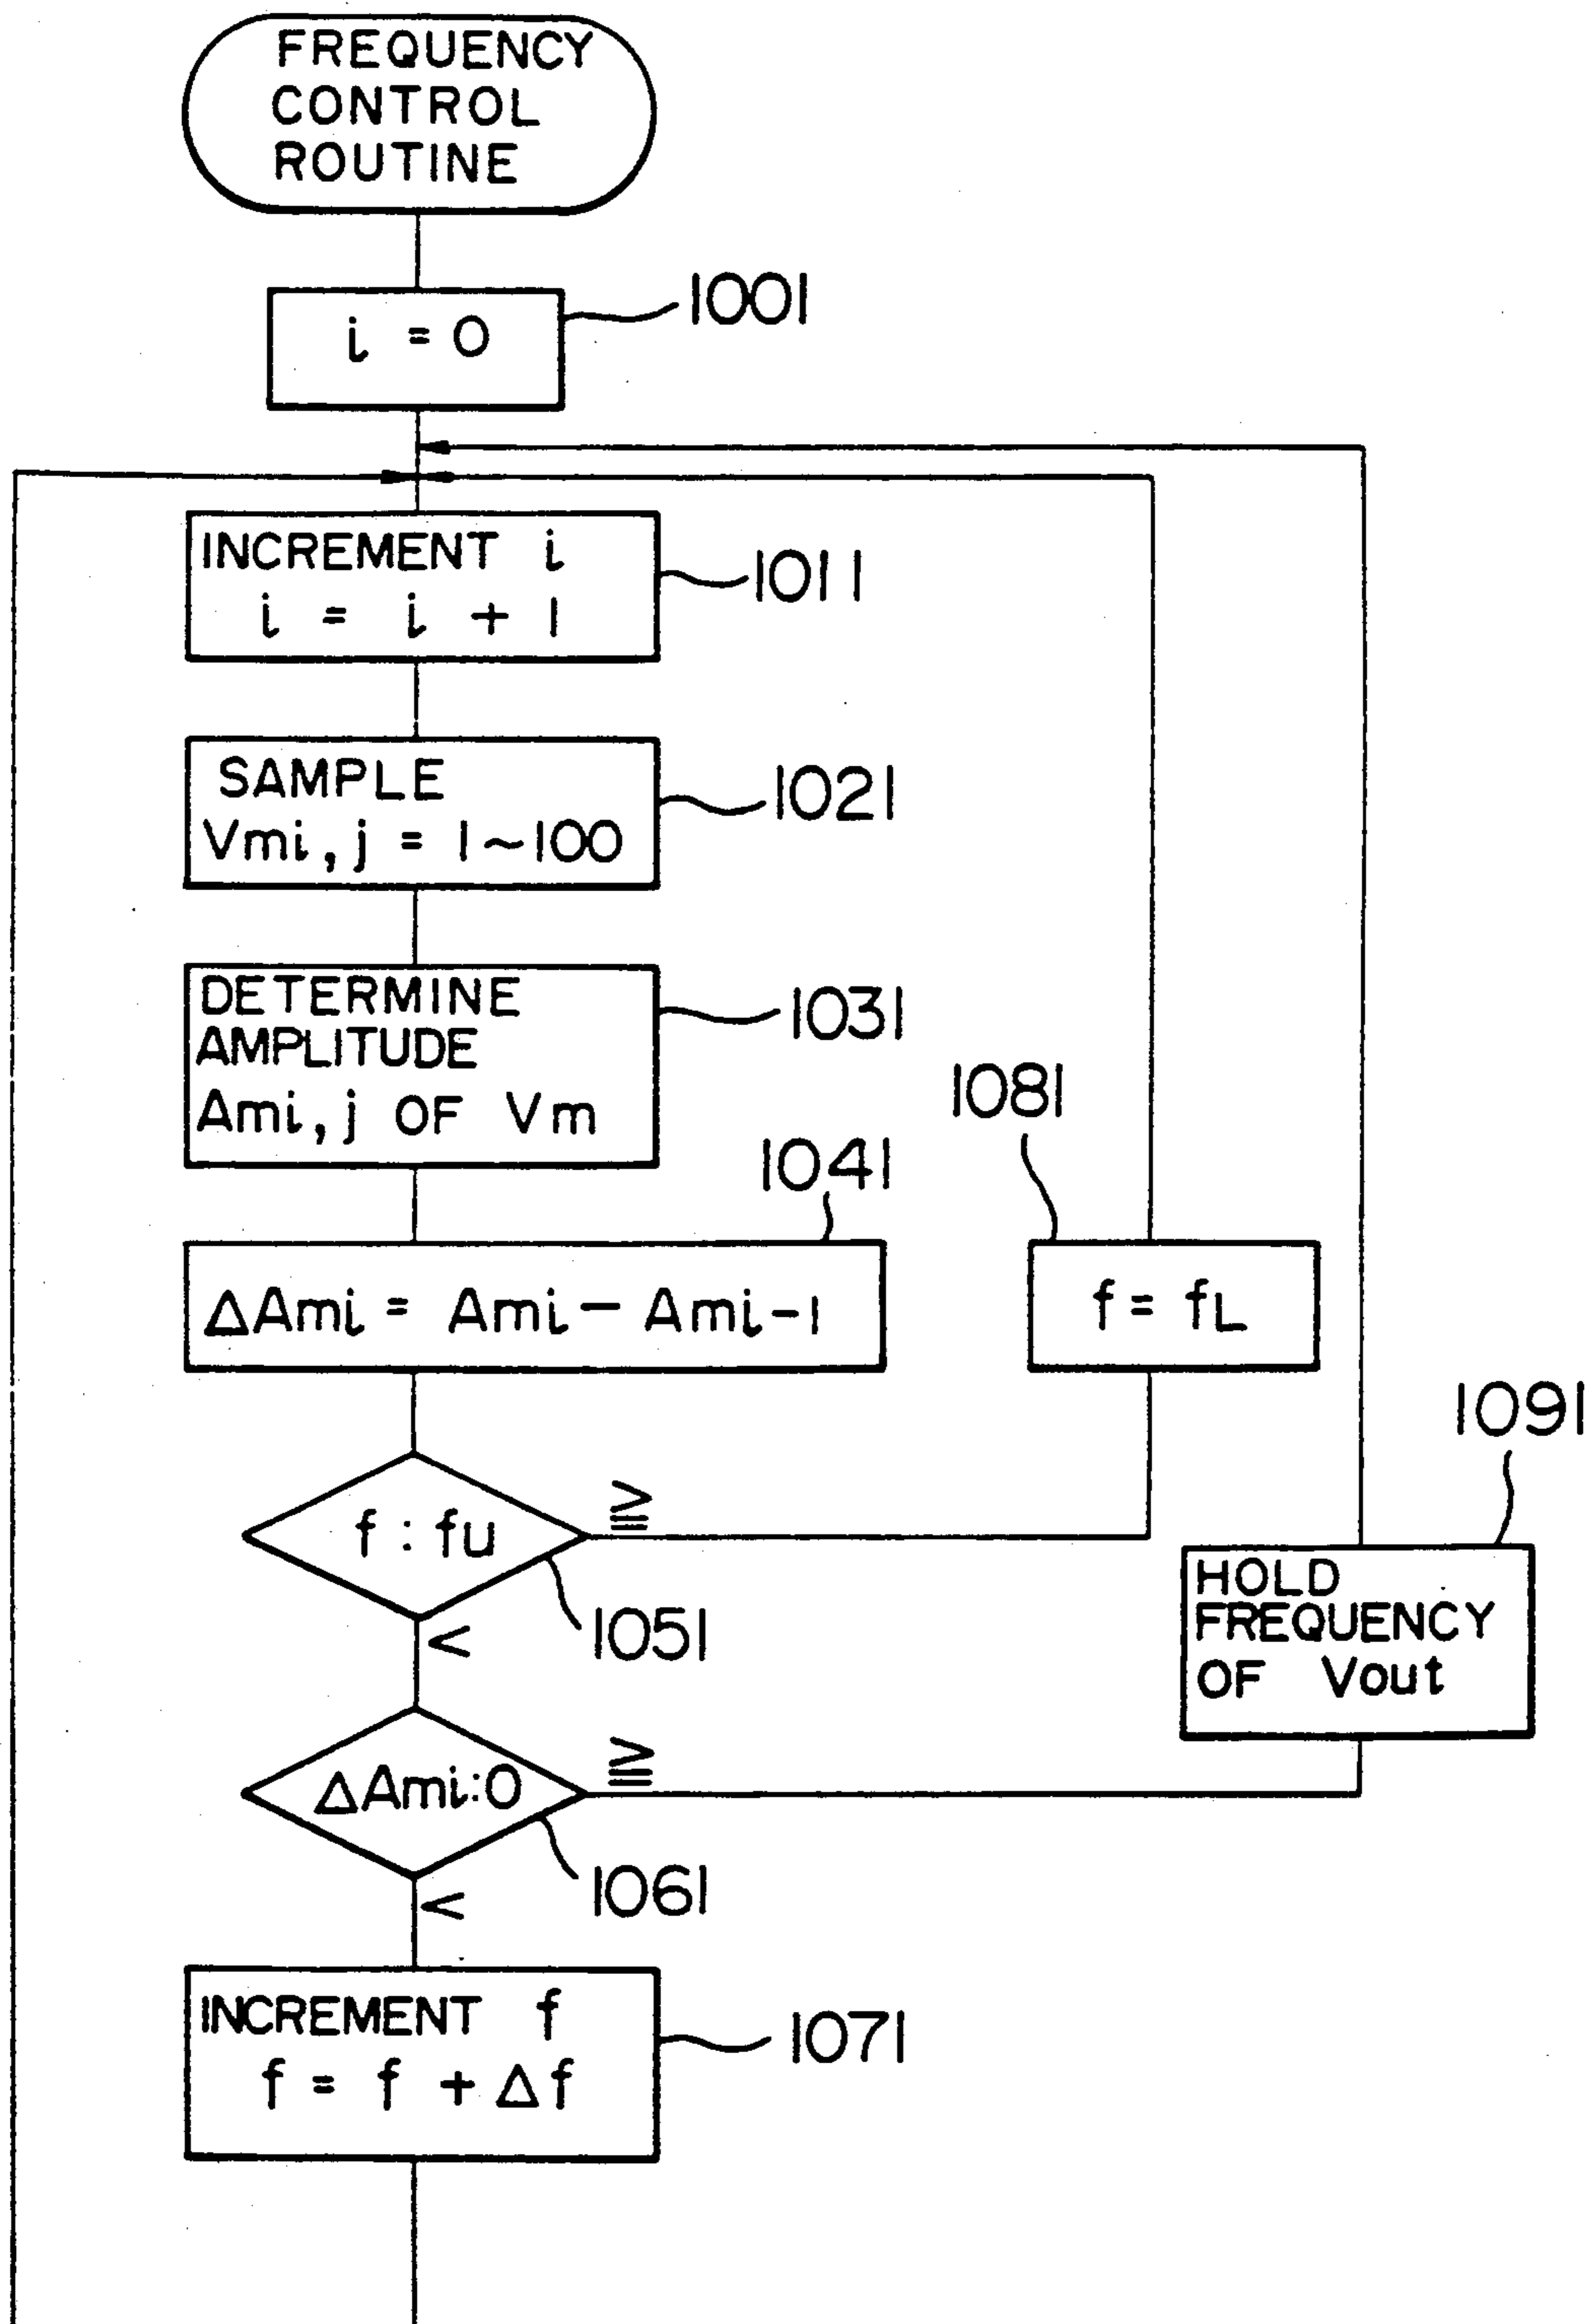 FREQUENCY
CONTROL
ROUTINE
i = 0
1001
INCREMENT i
i = i + 1
1011
SAMPLE
Vmi, j = 1~100
1021
DETERMINE
AMPLITUDE
Ami, j OF Vm
1031
1041
ΔAmi = Ami - Ami-1
1081
f = fL
f : fu
≧
1051
<
1091
HOLD
FREQUENCY
OF Vout
ΔAmi:0
≧
1061
<
INCREMENT f
f = f + Δf
1071